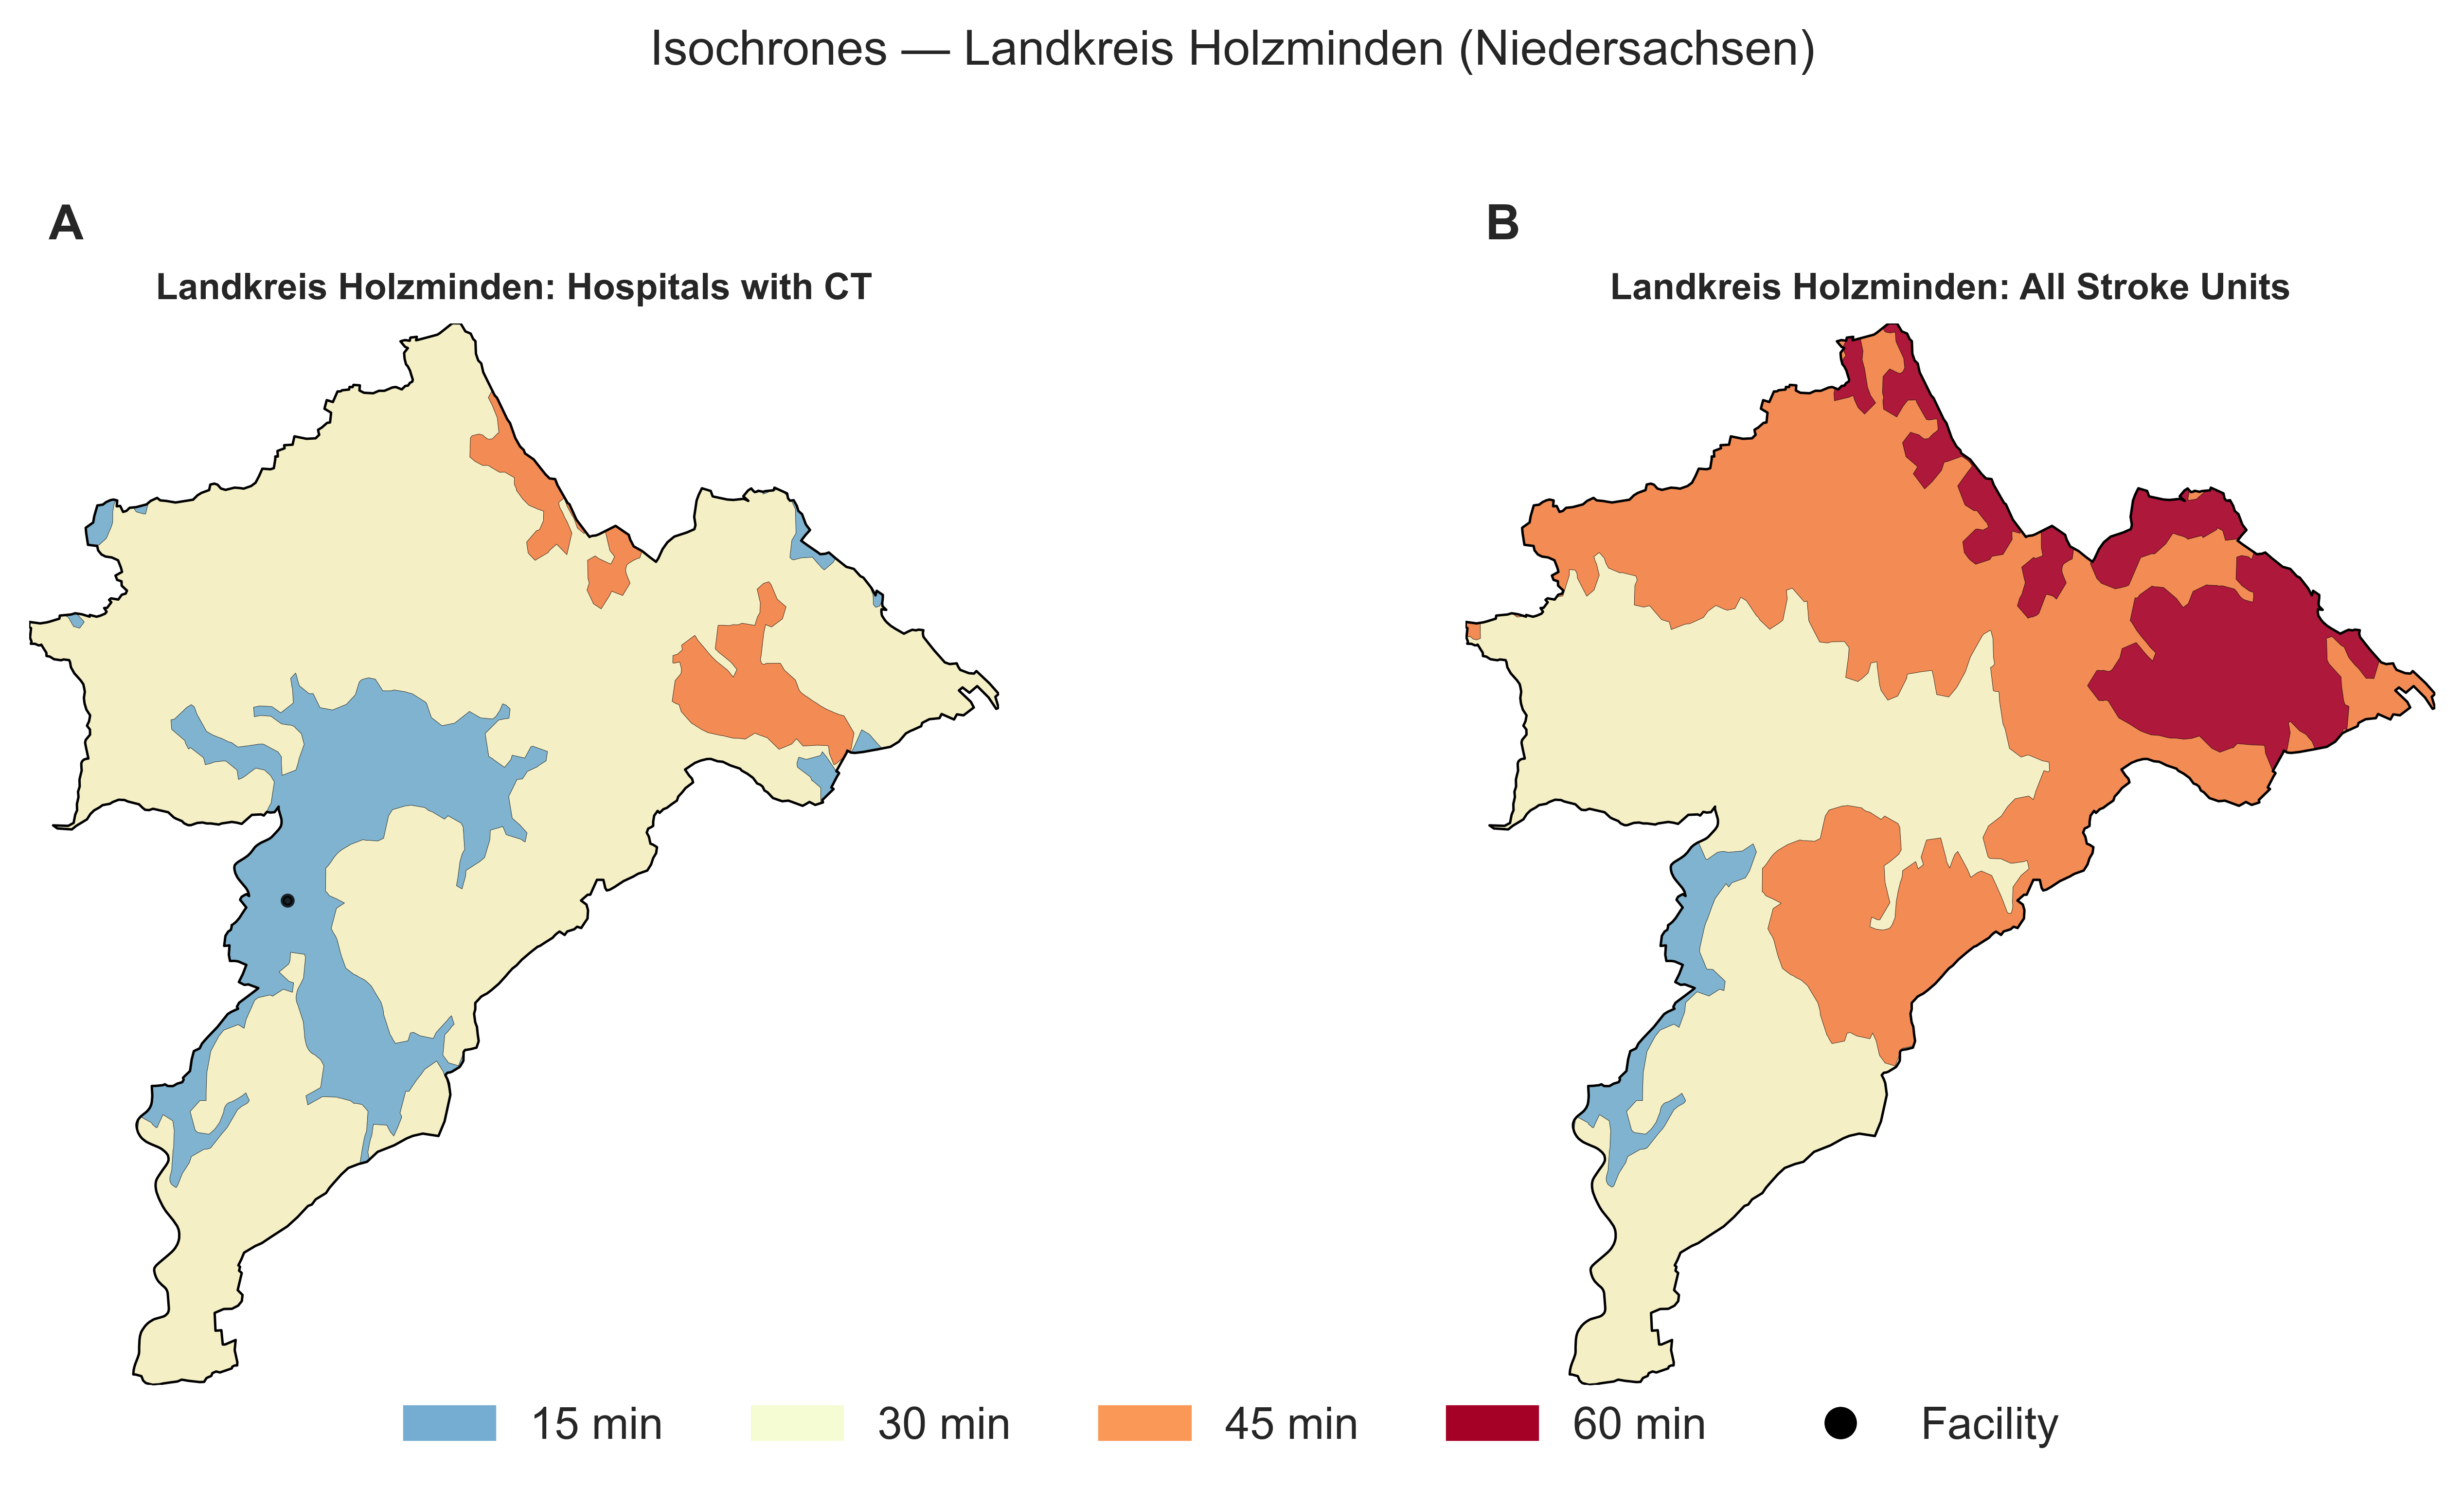 Isochrones — Landkreis Holzminden (Niedersachsen)
A
B
Landkreis Holzminden: Hospitals with CT
Landkreis Holzminden: All Stroke Units
15 min
30 min
45 min
60 min
Facility